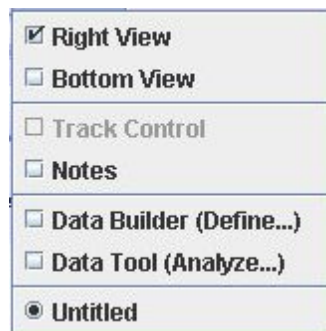 Right View
Bottom View
Track Control
Notes
Data Builder (Define...)
Data Tool (Analyze...)
Untitled